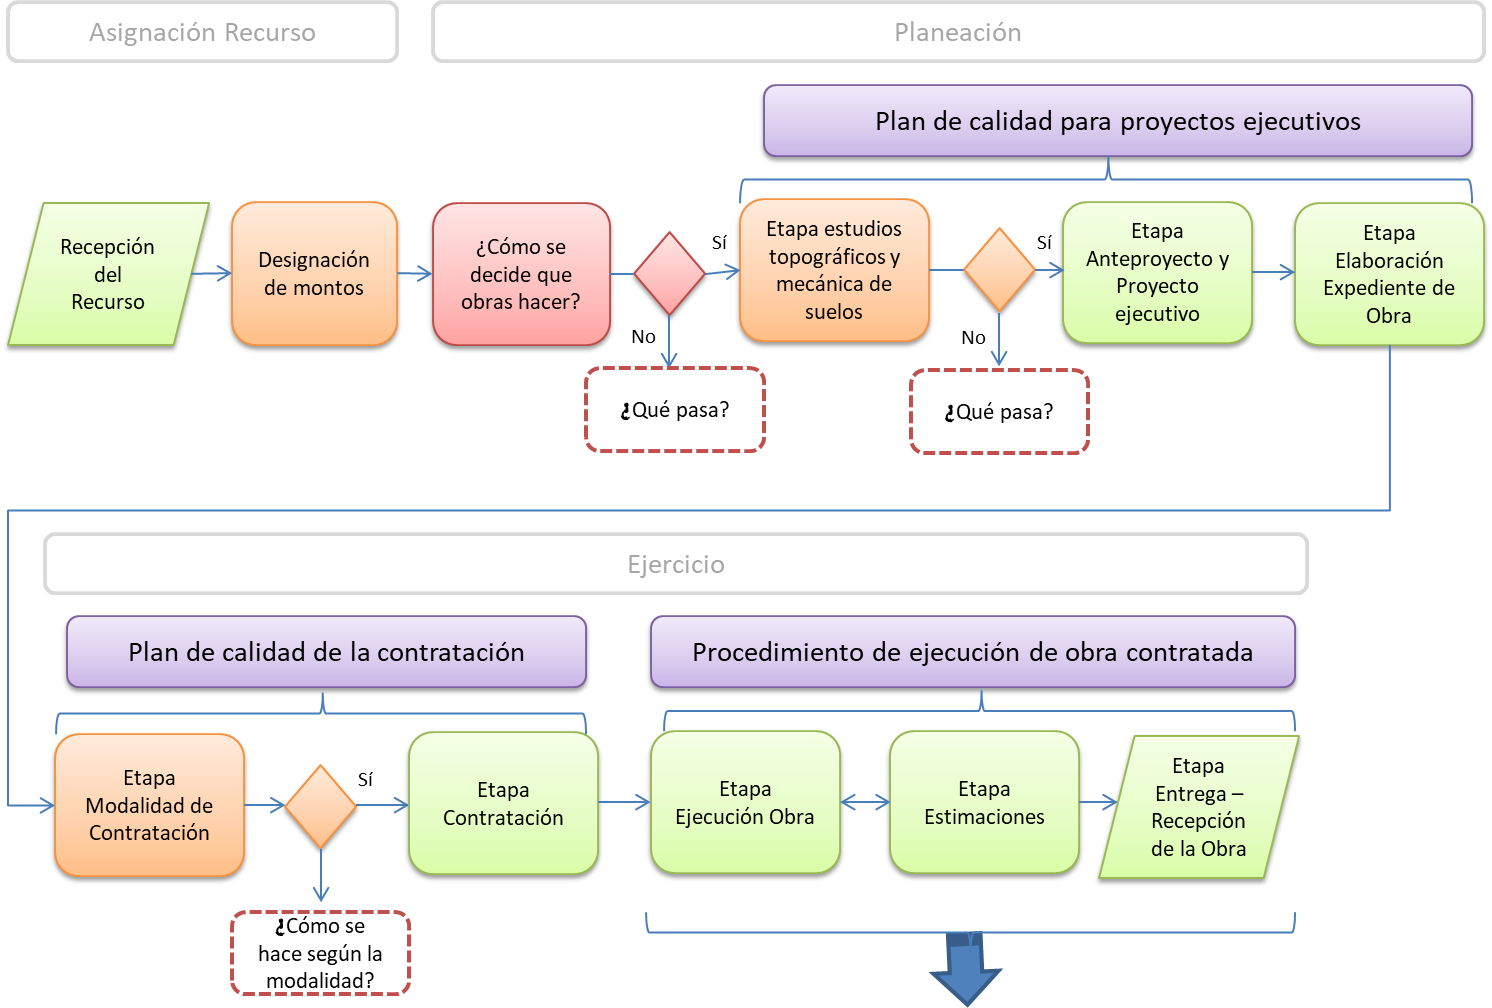 Asignación Recurso
Planeación
Plan de calidad para proyectos ejecutivos
Recepción
del
Recurso
Designación
de montos
¿Cómo se
decide que
obras hacer?
Sí
No
¿Qué pasa?
Etapa estudios
topográficos y
mecánica de
suelos
Sí
No
¿Qué pasa?
Etapa
Anteproyecto y
Proyecto
ejecutivo
Etapa
Elaboración
Expediente de
Obra
Ejercicio
Plan de calidad de la contratación
Procedimiento de ejecución de obra contratada
Etapa
Modalidad de
Contratación
Sí
¿Cómo se
hace según la
modalidad?
Etapa
Contratación
Etapa
Ejecución Obra
Etapa
Estimaciones
Etapa
Entrega –
Recepción
de la Obra